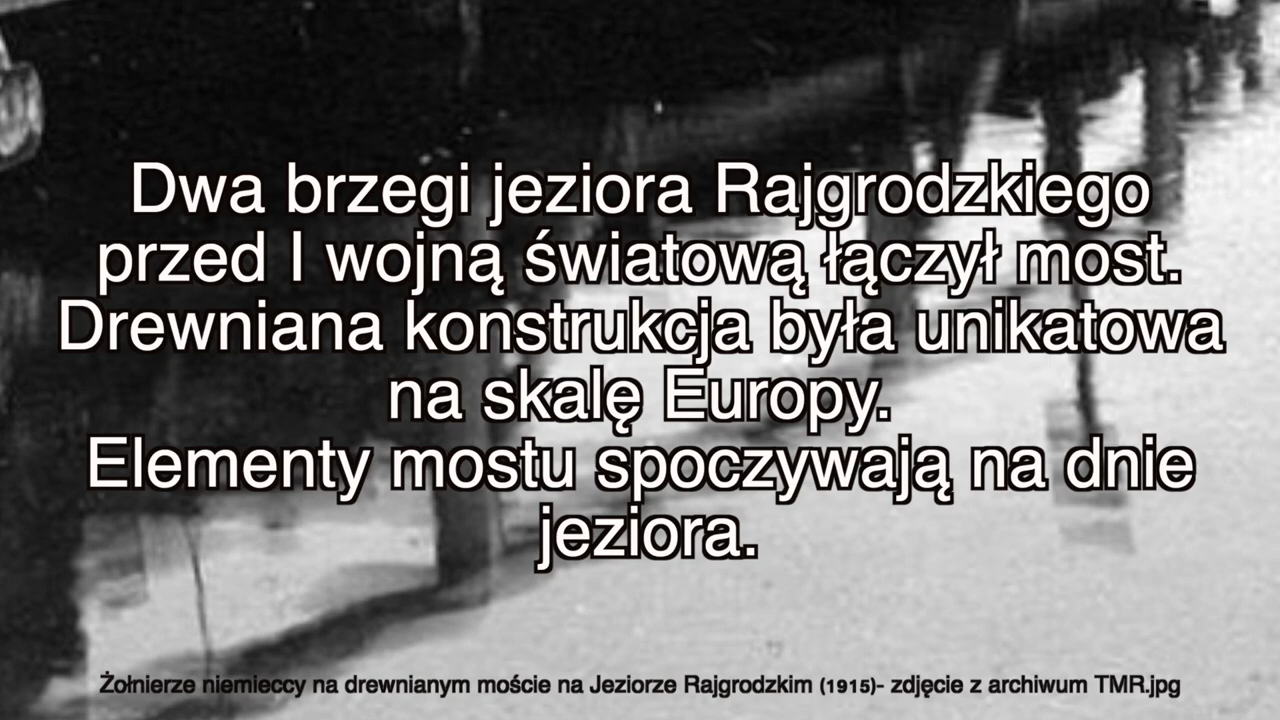 Dwa brzegi jeziora Rajgrodzkiego
przed I wojną światową łączył most.
Drewniana konstrukcja była unikatowa
na skalę Europy.
Elementy mostu spoczywają na dnie
jeziora.
Żołnierze niemieccy na drewnianym moście na Jeziorze Rajgrodzkim (1915)- zdjęcie z archiwum TMR.jpg